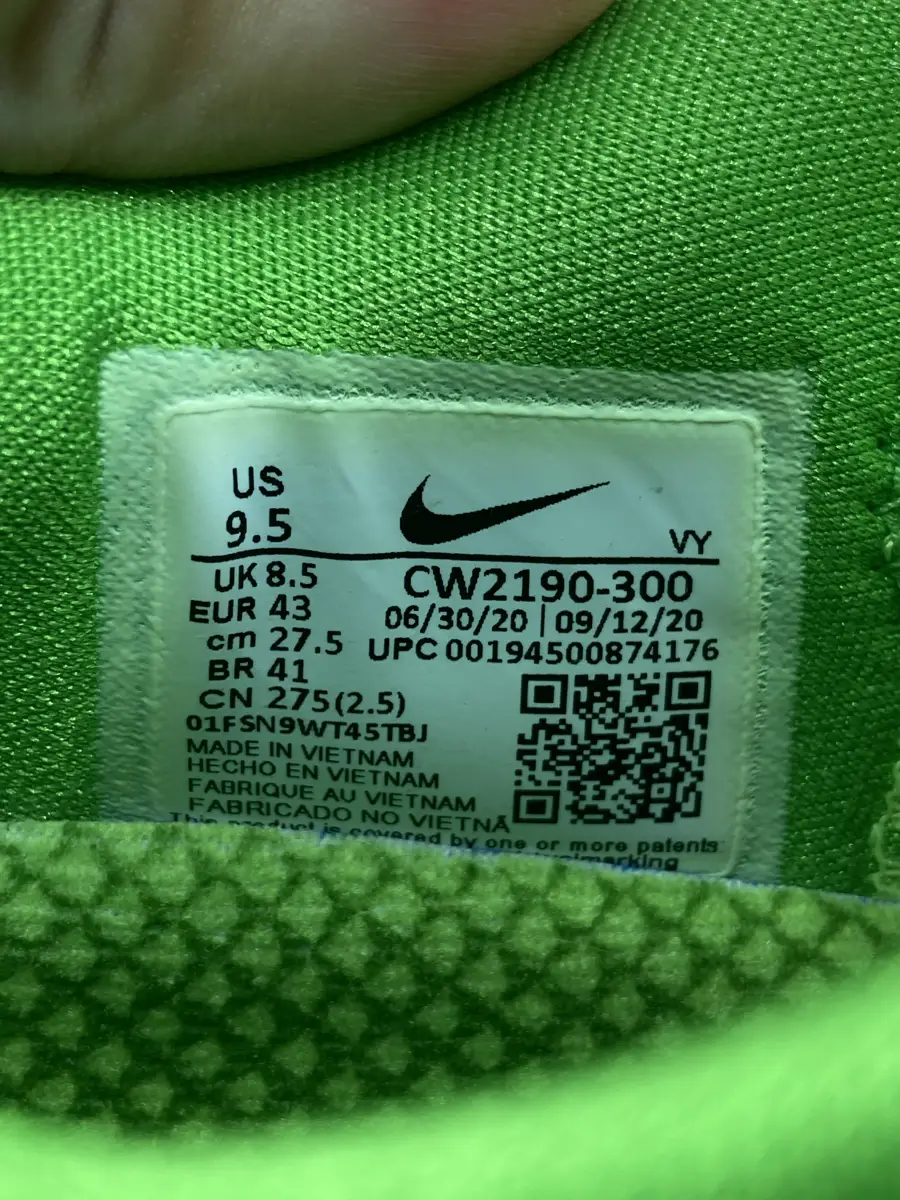 US
9.5
VY
UK 8.5
CW2190-300
EUR 43
06/30/20 | 09/12/20
cm 27.5
UPC 00194500874176
BR 41
CN 275(2.5)
01FSN9WT45TBJ
MADE IN VIETNAM
HECHO EN VIETNAM
FABRIQUE AU VIETNAM
FABRICADO NO VIETNÃ
This product is covered by one or more patents